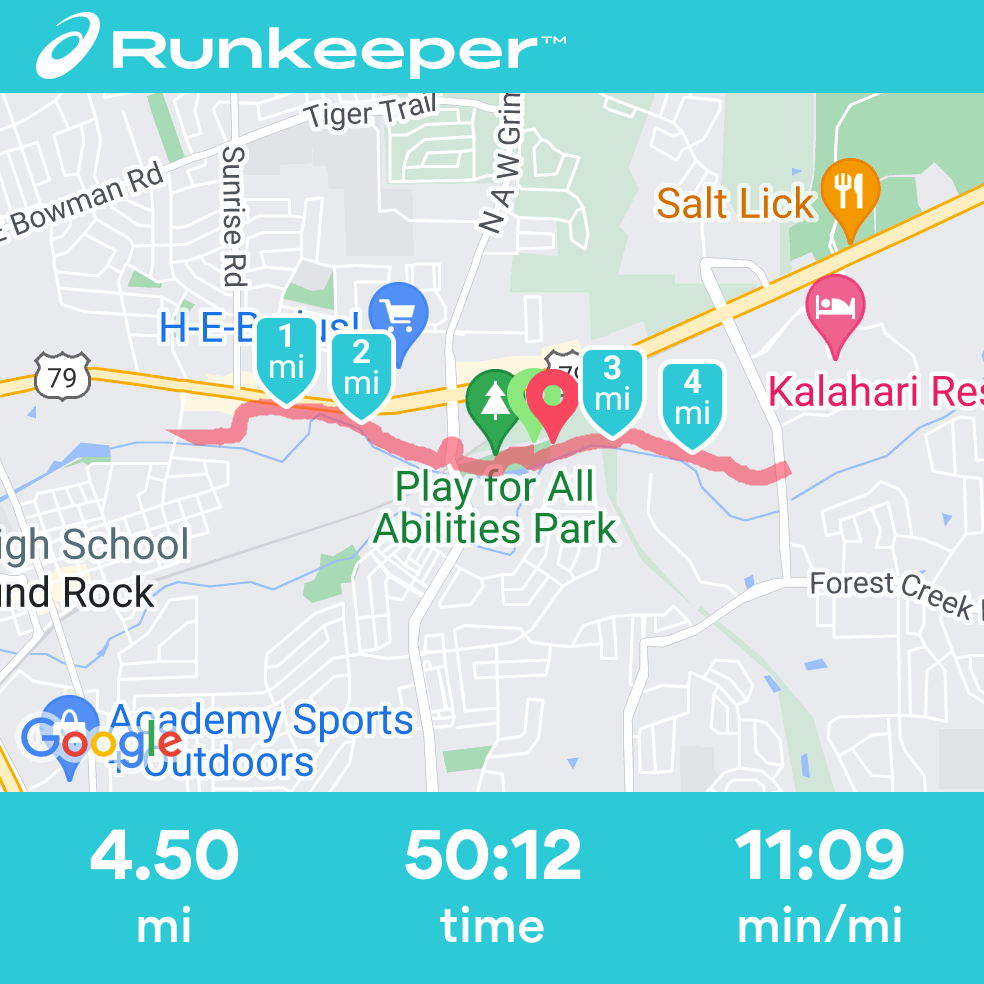 Runkeeper™
Tiger Trail
E Bowman Rd
Sunrise Rd
N A W Grim
Salt Lick
H-E-B plus!
79
1
mi
2
mi
79
3
mi
4
mi
Kalahari Res
Play for All
Abilities Park
igh School
und Rock
Forest Creek
Academy Sports
+ Outdoors
Google
4.50
mi
50:12
time
11:09
min/mi